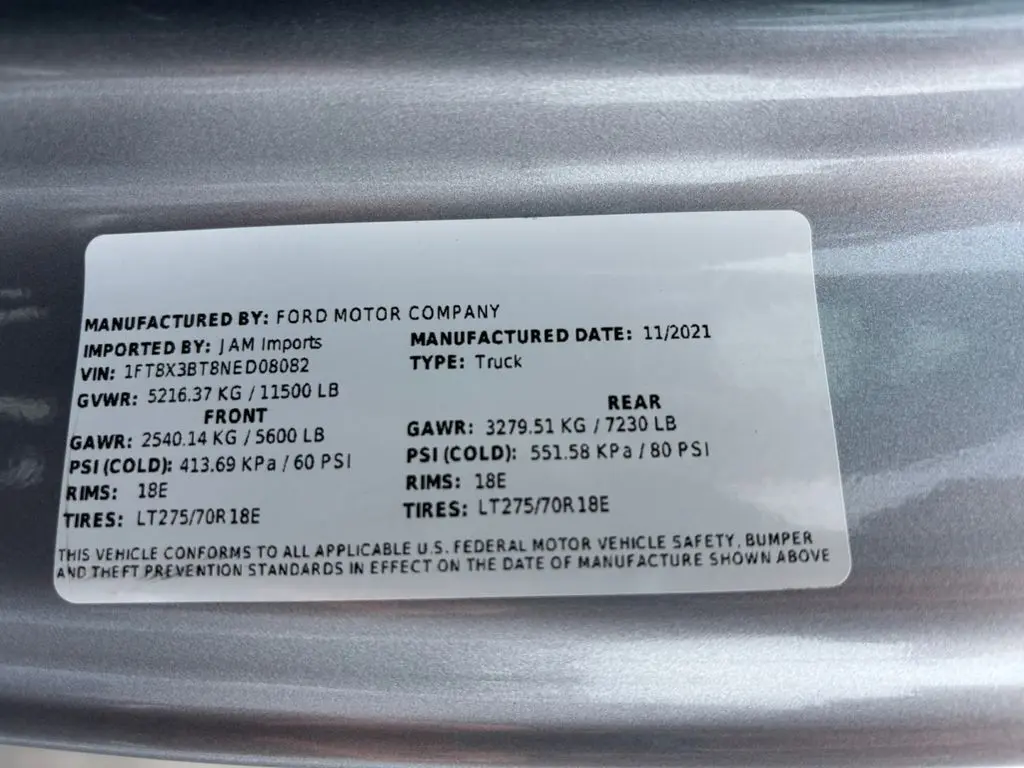 MANUFACTURED BY: FORD MOTOR COMPANY
IMPORTED BY: JAM Imports
MANUFACTURED DATE: 11/2021
VIN: 1FT8X3BT8NED08082
TYPE: Truck
GVWR: 5216.37 KG / 11500 LB
FRONT
REAR
GAWR: 2540.14 KG / 5600 LB
GAWR: 3279.51 KG / 7230 LB
PSI (COLD): 413.69 KPa / 60 PSI
PSI (COLD): 551.58 KPa / 80 PSI
RIMS: 18E
RIMS: 18E
TIRES: LT275/70R18E
TIRES: LT275/70R18E
THIS VEHICLE CONFORMS TO ALL APPLICABLE U.S. FEDERAL MOTOR VEHICLE SAFETY, BUMPER
AND THEFT PREVENTION STANDARDS IN EFFECT ON THE DATE OF MANUFACTURE SHOWN ABOVE